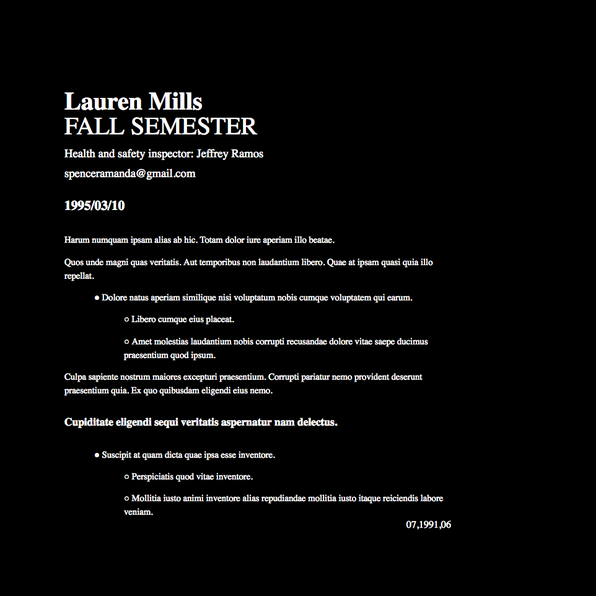 Lauren Mills
FALL SEMESTER
Health and safety inspector: Jeffrey Ramos
spenceramanda@gmail.com
1995/03/10
Harum numquam ipsam alias ab hic. Totam dolor iure aperiam illo beatae.
Quos unde magni quas veritatis. Aut temporibus non laudantium libero. Quae at ipsam quasi quia illo
repellat.
● Dolore natus aperiam similique nisi voluptatum nobis cumque voluptatem qui earum.
○ Libero cumque eius placeat.
○ Amet molestias laudantium nobis corrupti recusandae dolore vitae saepe ducimus
praesentium quod ipsum.
Culpa sapiente nostrum maiores excepturi praesentium. Corrupti pariatur nemo provident deserunt
praesentium quia. Ex quo quibusdam eligendi eius nemo.
Cupiditate eligendi sequi veritatis aspernatur nam delectus.
● Suscipit at quam dicta quae ipsa esse inventore.
○ Perspiciatis quod vitae inventore.
○ Mollitia iusto animi inventore alias repudiandae mollitia iusto itaque reiciendis labore
veniam.
07,1991,06